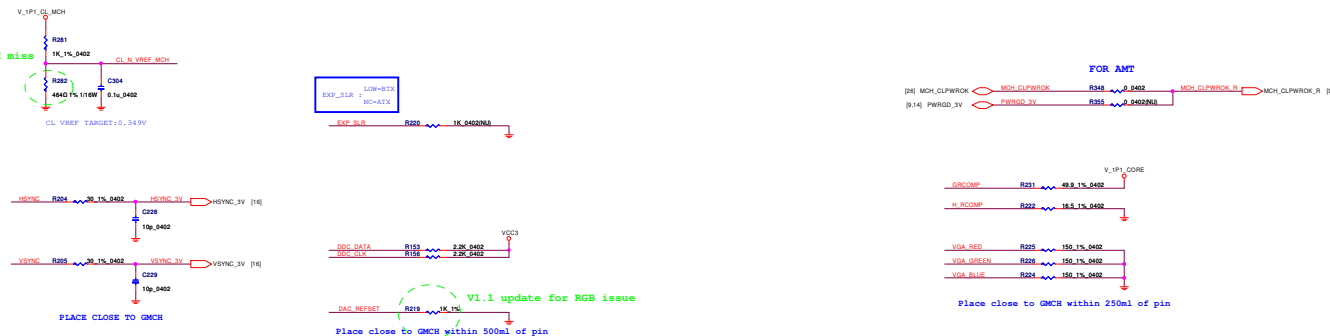 V_1P1_CL_MCH
R281
1K_1%_0402
miss
CL_N_VREF_MCH
R282
464Ω 1% 1/16W
C304
0.1u_0402
CL VREF TARGET:0.349V
EXP_SLR :
LOW=BTX
NC=ATX
EXP_SLR R220 1K_0402(NU)
FOR AMT
[26] MCH_CLPWROK MCH_CLPWROK R348 0_0402 MCH_CLPWROK_R MCH_CLPWROK_R
[9,14] PWRGD_3V PWRGD_3V R355 0_0402(NU)
HSYNC R204 30_1%_0402 HSYNC_3V HSYNC_3V [16]
C228
10p_0402
VSYNC R205 30_1%_0402 VSYNC_3V VSYNC_3V [16]
C229
10p_0402
PLACE CLOSE TO GMCH
VCC3
DDC_DATA R153 2.2K_0402
DDC_CLK R156 2.2K_0402
V1.1 update for RGB issue
DAC_REFSET R219 1K_1%
Place close to GMCH within 500ml of pin
V_1P1_CORE
GRCOMP R231 49.9_1%_0402
H_RCOMP R222 16.5_1%_0402
VGA_RED R225 150_1%_0402
VGA_GREEN R226 150_1%_0402
VGA_BLUE R224 150_1%_0402
Place close to GMCH within 250ml of pin